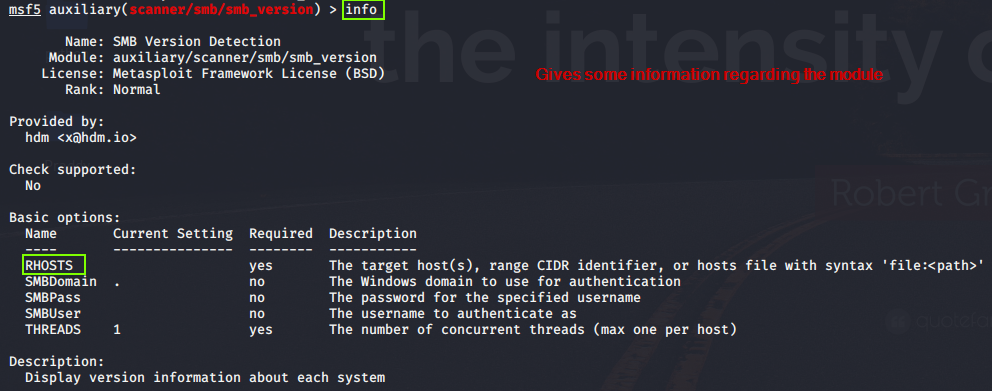 msf5 auxiliary(scanner/smb/smb_version) > info
the intensity o
Name: SMB Version Detection
Module: auxiliary/scanner/smb/smb_version
License: Metasploit Framework License (BSD)
Rank: Normal
Gives some information regarding the module
Provided by:
hdm <x@hdm.io>
Check supported:
No
Robert Gr
Basic options:
Name Current Setting Required Description
---- --------------- -------- -----------
RHOSTS yes The target host(s), range CIDR identifier, or hosts file with syntax 'file:<path>'
SMBDomain . no The Windows domain to use for authentication
SMBPass no The password for the specified username
SMBUser no The username to authenticate as
THREADS 1 yes The number of concurrent threads (max one per host)
quotefa
Description:
Display version information about each system